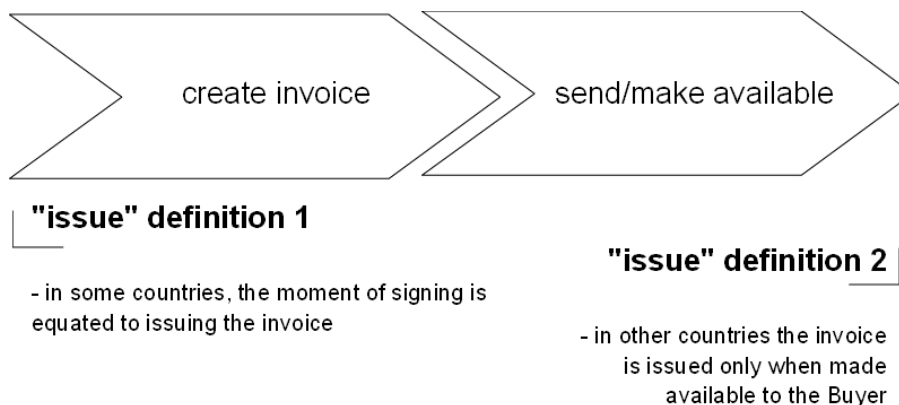 create invoice
send/make available
"issue" definition 1
- in some countries, the moment of signing is
equated to issuing the invoice
"issue" definition 2
- in other countries the invoice
is issued only when made
available to the Buyer